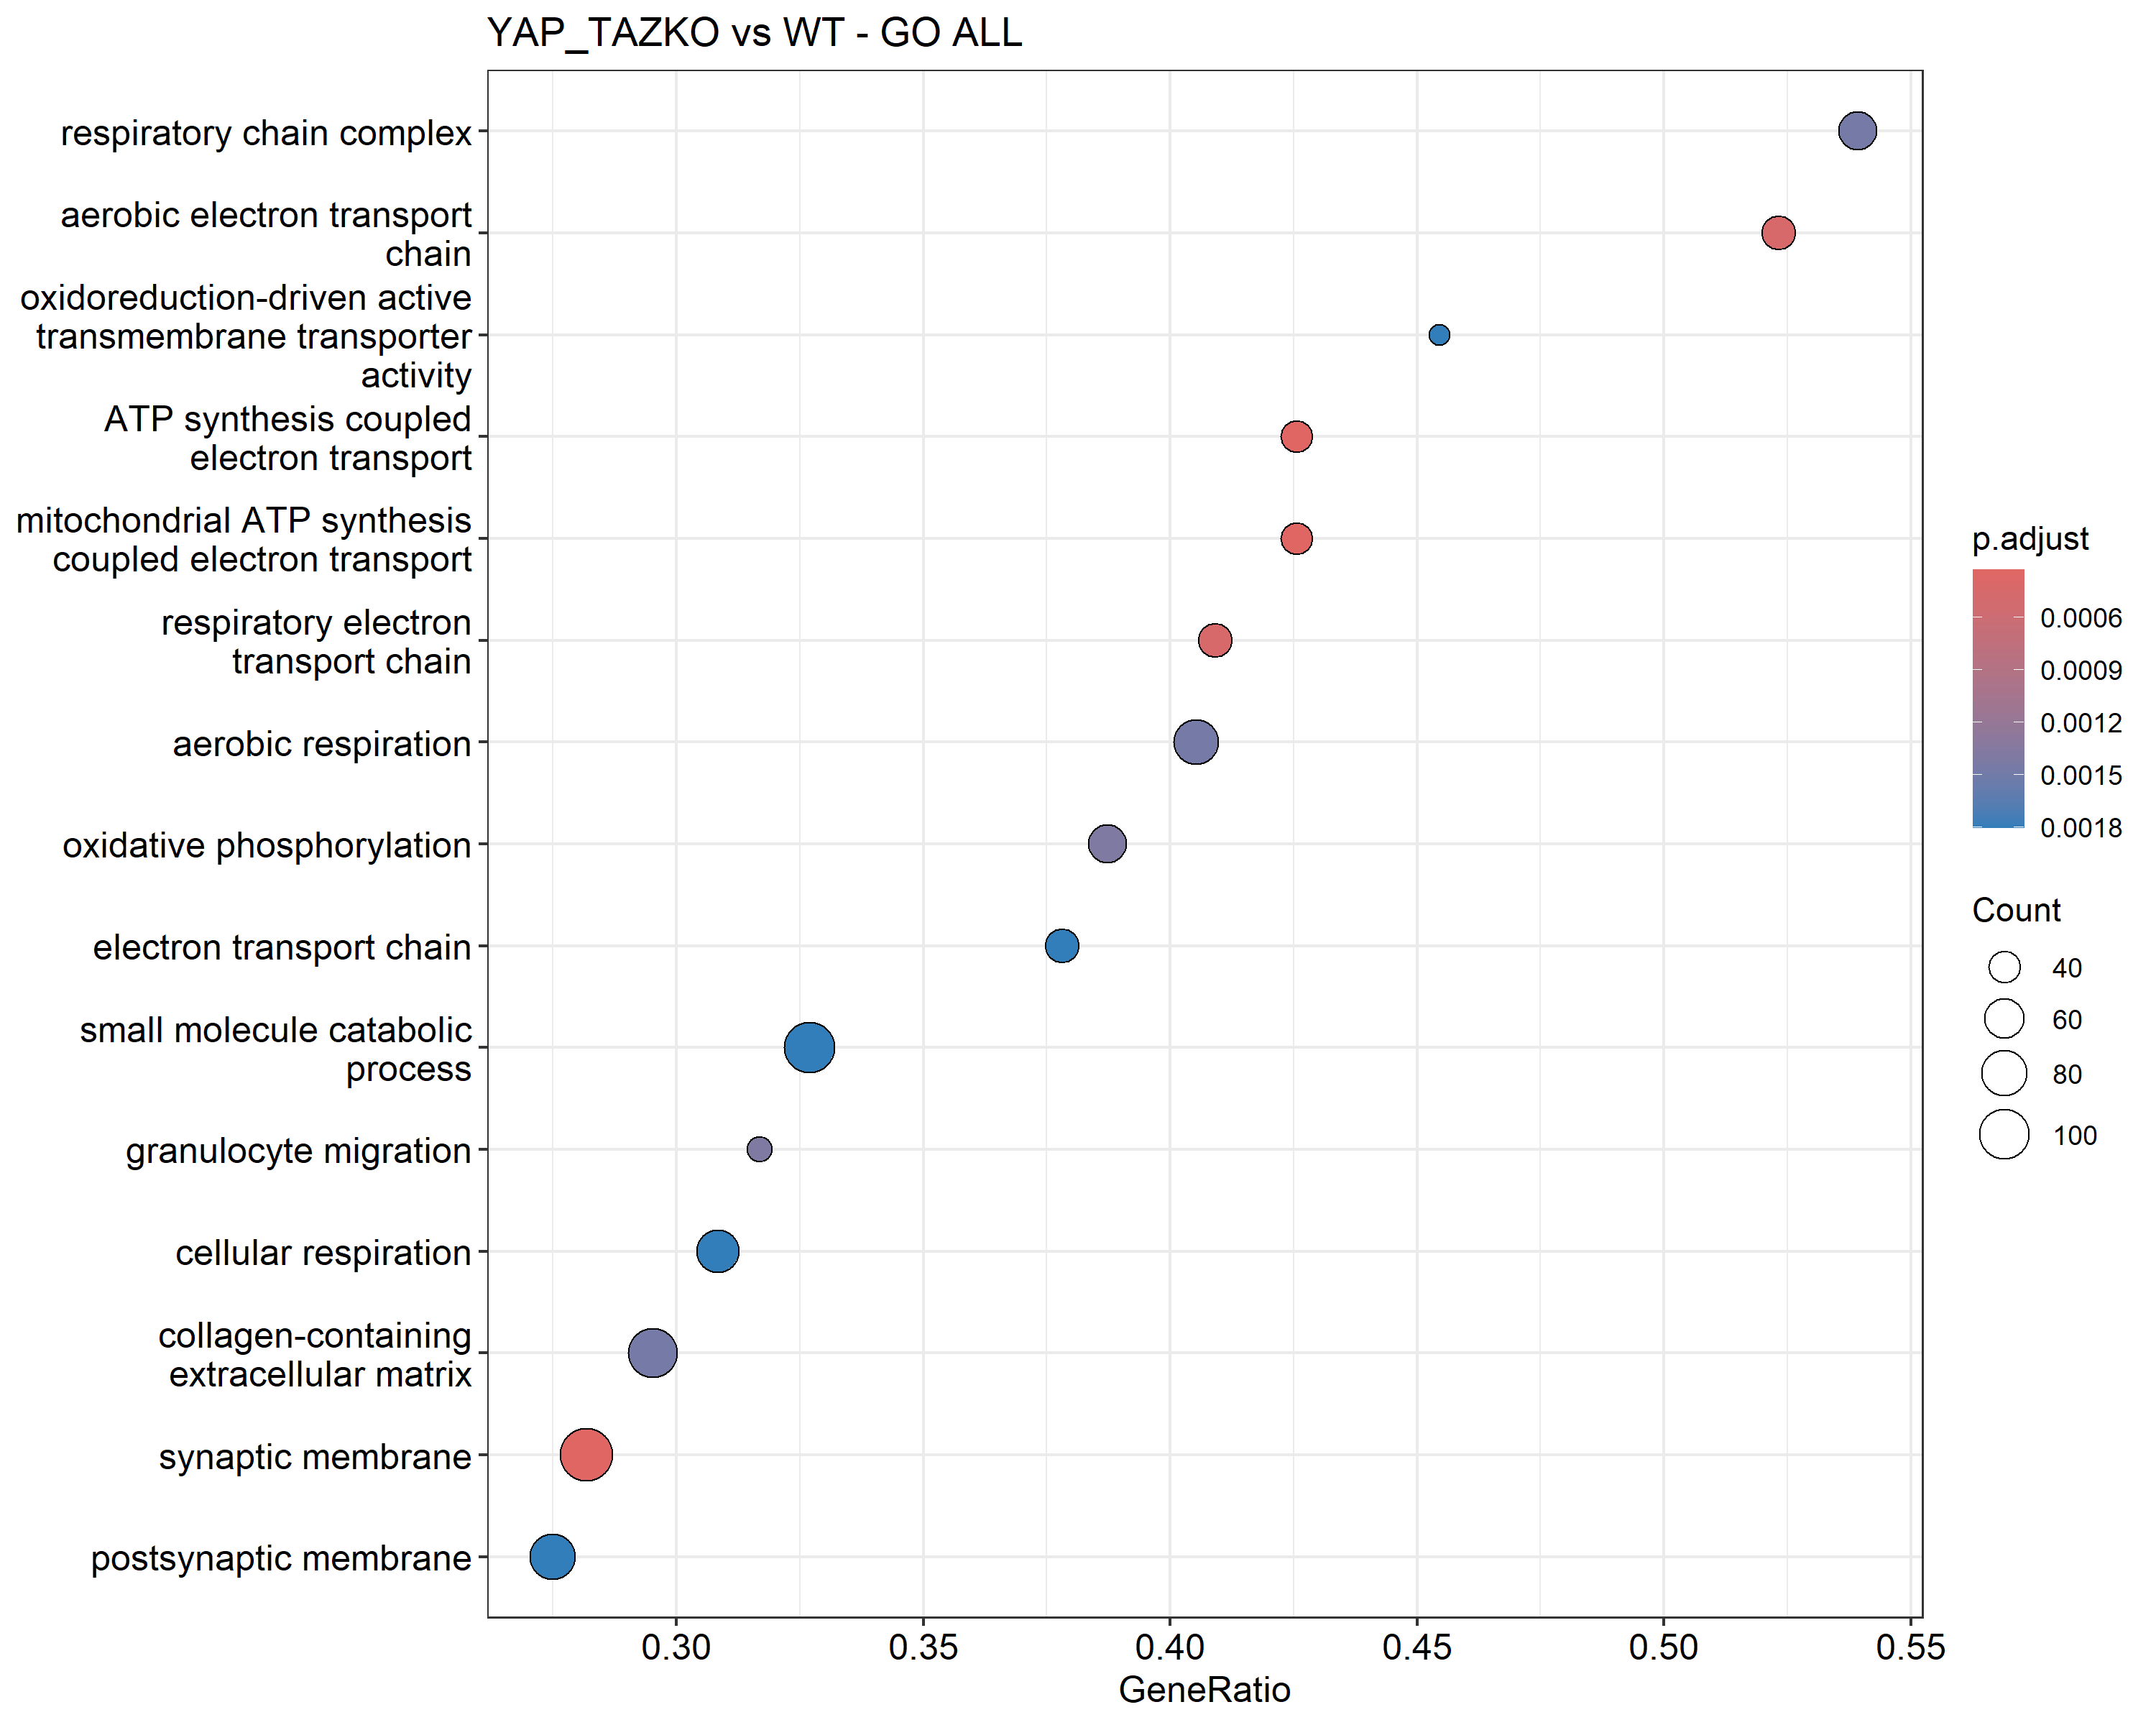 YAP_TAZKO vs WT - GO ALL
respiratory chain complex
aerobic electron transport
chain
oxidoreduction-driven active
transmembrane transporter
activity
ATP synthesis coupled
electron transport
mitochondrial ATP synthesis
coupled electron transport
respiratory electron
transport chain
aerobic respiration
oxidative phosphorylation
electron transport chain
small molecule catabolic
process
granulocyte migration
cellular respiration
collagen-containing
extracellular matrix
synaptic membrane
postsynaptic membrane
0.30 0.35 0.40 0.45 0.50 0.55
GeneRatio
p.adjust
0.0006
0.0009
0.0012
0.0015
0.0018
Count
40
60
80
100